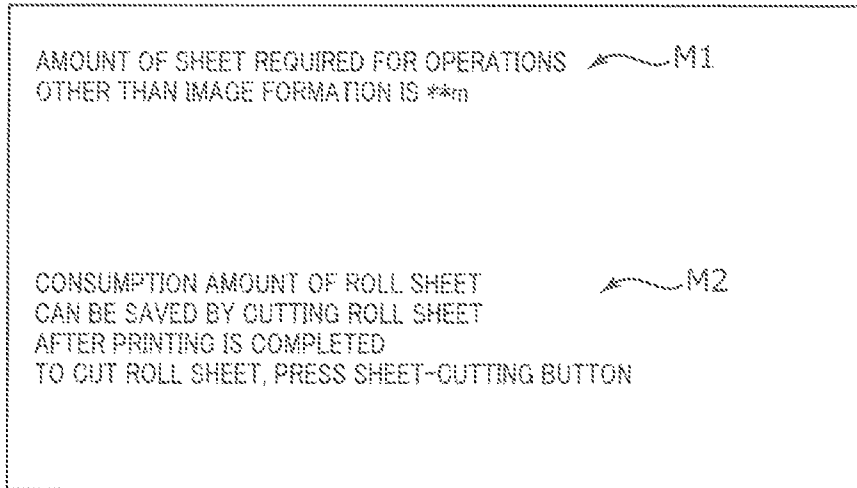 AMOUNT OF SHEET REQUIRED FOR OPERATIONS M1
OTHER THAN IMAGE FORMATION IS **m
CONSUMPTION AMOUNT OF ROLL SHEET M2
CAN BE SAVED BY CUTTING ROLL SHEET
AFTER PRINTING IS COMPLETED
TO CUT ROLL SHEET, PRESS SHEET-CUTTING BUTTON